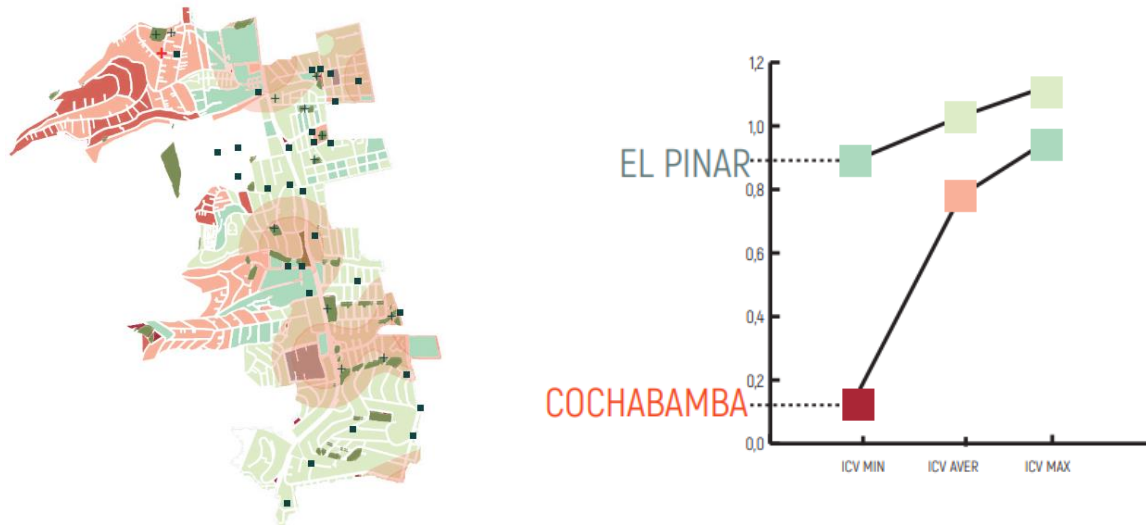 1,2
1,0
EL PINAR
0,8
0,6
0,4
0,2
COCHABAMBA
0,0
ICV MIN
ICV AVER
ICV MAX